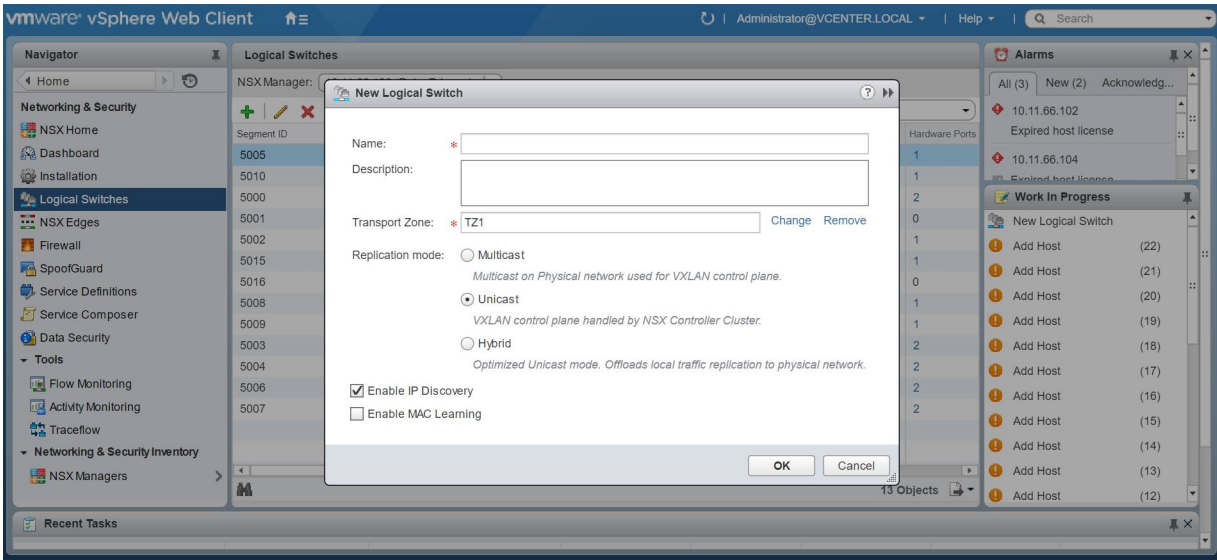 vmware® vSphere Web Client
Administrator@VCENTER.LOCAL | Help | Search
Navigator
Home
Networking & Security
NSX Home
Dashboard
Installation
Logical Switches
NSX Edges
Firewall
SpoofGuard
Service Definitions
Service Composer
Data Security
Tools
Flow Monitoring
Activity Monitoring
Traceflow
Networking & Security Inventory
NSX Managers
Logical Switches
NSX Manager:
Segment ID
Hardware Ports
5005 1
5010 1
5000 2
5001 0
5002 1
5015 1
5016 0
5008 1
5009 1
5003 2
5004 2
5006 2
5007 2
13 Objects
New Logical Switch
Name: *
Description:
Transport Zone: * TZ1 Change Remove
Replication mode: Multicast
Multicast on Physical network used for VXLAN control plane.
Unicast
VXLAN control plane handled by NSX Controller Cluster.
Hybrid
Optimized Unicast mode. Offloads local traffic replication to physical network.
Enable IP Discovery
Enable MAC Learning
OK Cancel
Alarms
All (3) New (2) Acknowledg...
10.11.66.102
Expired host license
10.11.66.104
Expired host license
Work In Progress
New Logical Switch
Add Host (22)
Add Host (21)
Add Host (20)
Add Host (19)
Add Host (18)
Add Host (17)
Add Host (16)
Add Host (15)
Add Host (14)
Add Host (13)
Add Host (12)
Recent Tasks